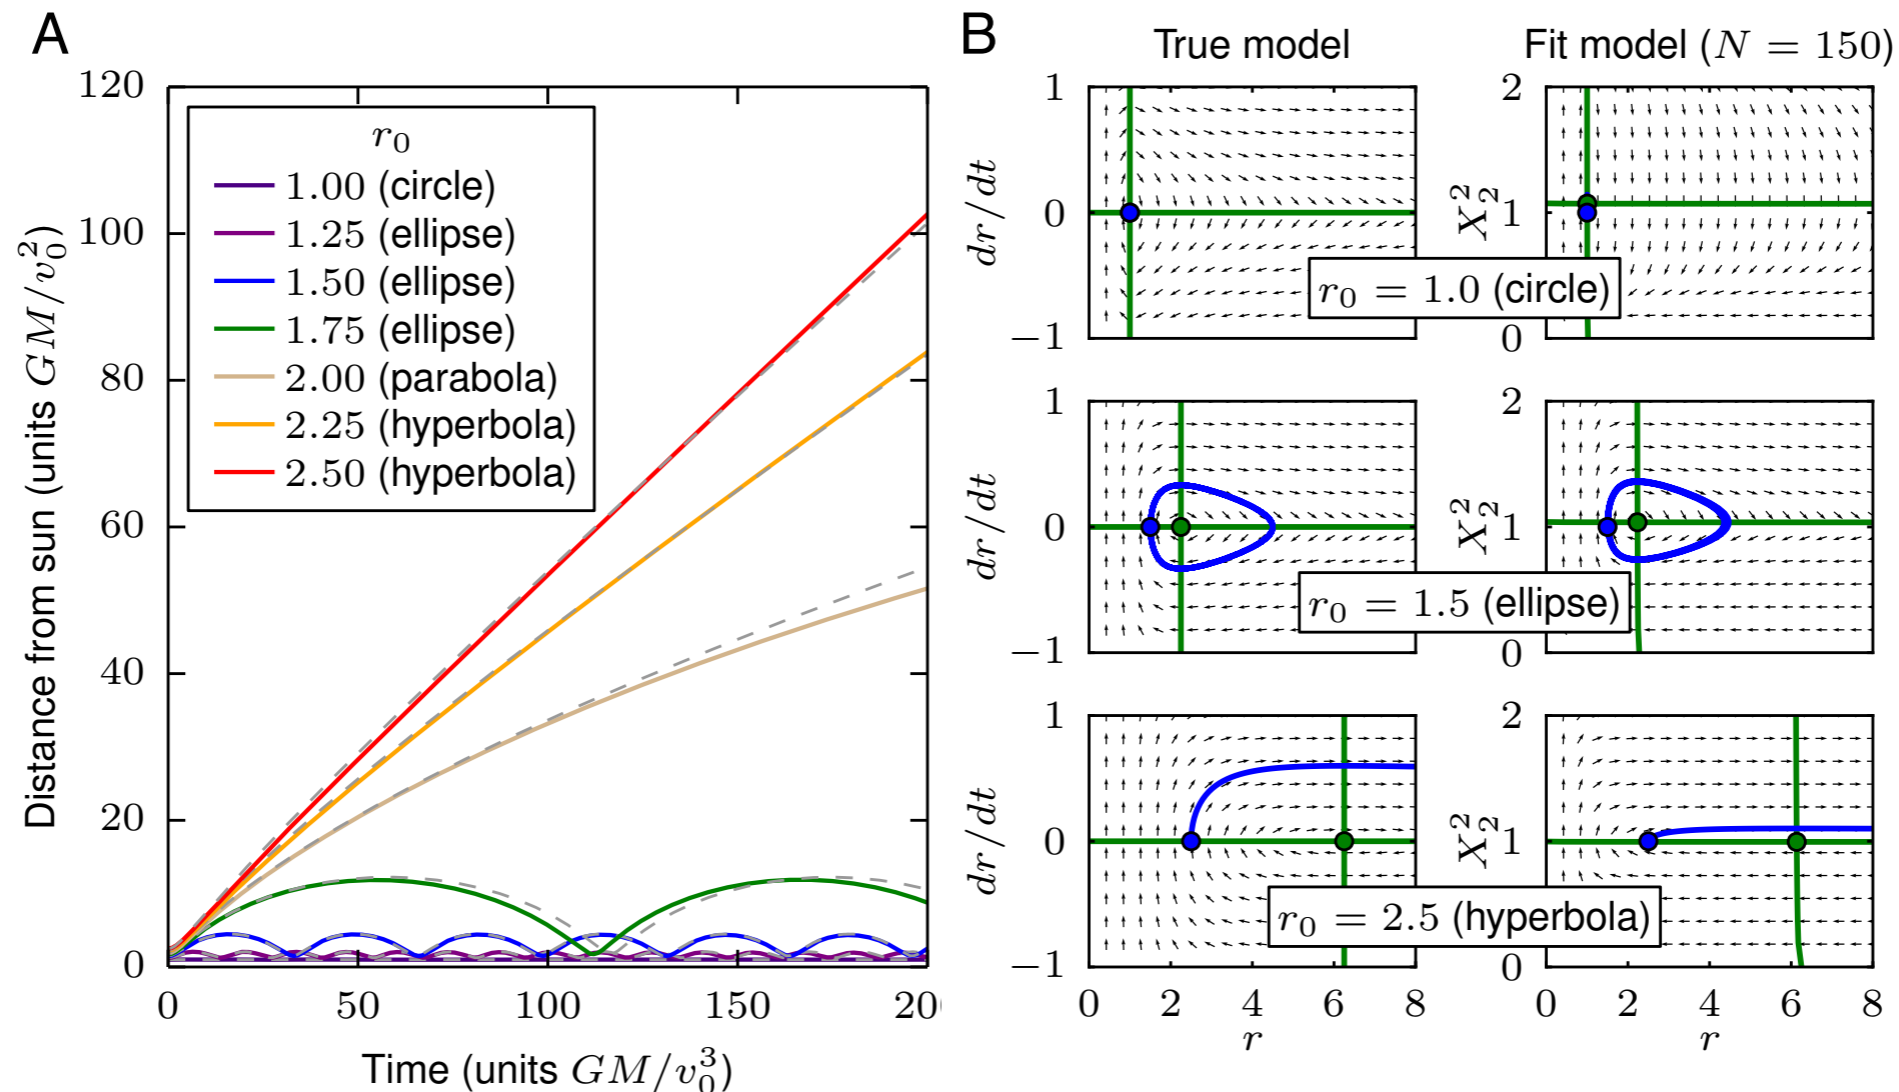 A
120
100
80
60
40
20
0
0 50 100 150 20
Distance from sun (units GM/v₀²)
Time (units GM/v₀³)
r₀
1.00 (circle)
1.25 (ellipse)
1.50 (ellipse)
1.75 (ellipse)
2.00 (parabola)
2.25 (hyperbola)
2.50 (hyperbola)
B
True model
Fit model (N = 150)
1
0
−1
dr/dt
2
1
0
X₂²
r₀ = 1.0 (circle)
1
0
−1
dr/dt
2
1
0
X₂²
r₀ = 1.5 (ellipse)
1
0
−1
dr/dt
2
1
0
X₂²
r₀ = 2.5 (hyperbola)
0 2 4 6 8
r
0 2 4 6 8
r